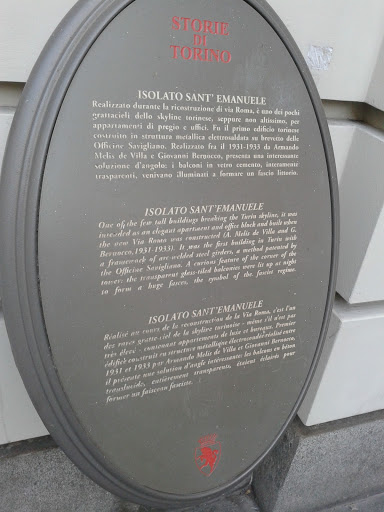 STORIE
DI
TORINO
ISOLATO SANT' EMANUELE
Realizzato durante la ricostruzione di via Roma, è uno dei pochi
grattacieli dello skyline torinese, seppure non altissimo, per
appartamenti di pregio e uffici. Fu il primo edificio torinese
costruito in struttura metallica elettrosaldata su brevetto delle
Officine Savigliano. Realizzato fra il 1931-1933 da Armando
Melis de Villa e Giovanni Bernocco, presenta una interessante
soluzione d'angolo: i balconi in vetro cemento, interamente
trasparenti, venivano illuminati a formare un fascio littorio.
ISOLATO SANT'EMANUELE
One of the few tall buildings breaking the Turin skyline, it was
intended as an elegant apartment and office block and built when
the new Via Roma was constructed (A. Melis de Villa and G.
Bernocco, 1931-1933). It was the first building in Turin with
a framework of arc welded steel girders, a method patented by
the Officine Savigliano. A curious feature of the corner of the
tower: the transparent glass-tiled balconies were lit up at night
to form a huge fasces, the symbol of the fascist regime.
ISOLATO SANT'EMANUELE
Réalisé au cours de la reconstruction de la Via Roma, c'est l'un
des rares gratte-ciel de la skyline turinoise - même s'il n'est pas
très élevé - contenant appartements de luxe et bureaux. Premier
édifice construit en structure métallique électrosoudée réalisé entre
1931 et 1933 par Armando Melis de Villa et Giovanni Bernocco,
il présente une solution d'angle intéressante: les balcons en béton
translucide, entièrement transparents, étaient éclairés pour
former un faisceau fasciste.